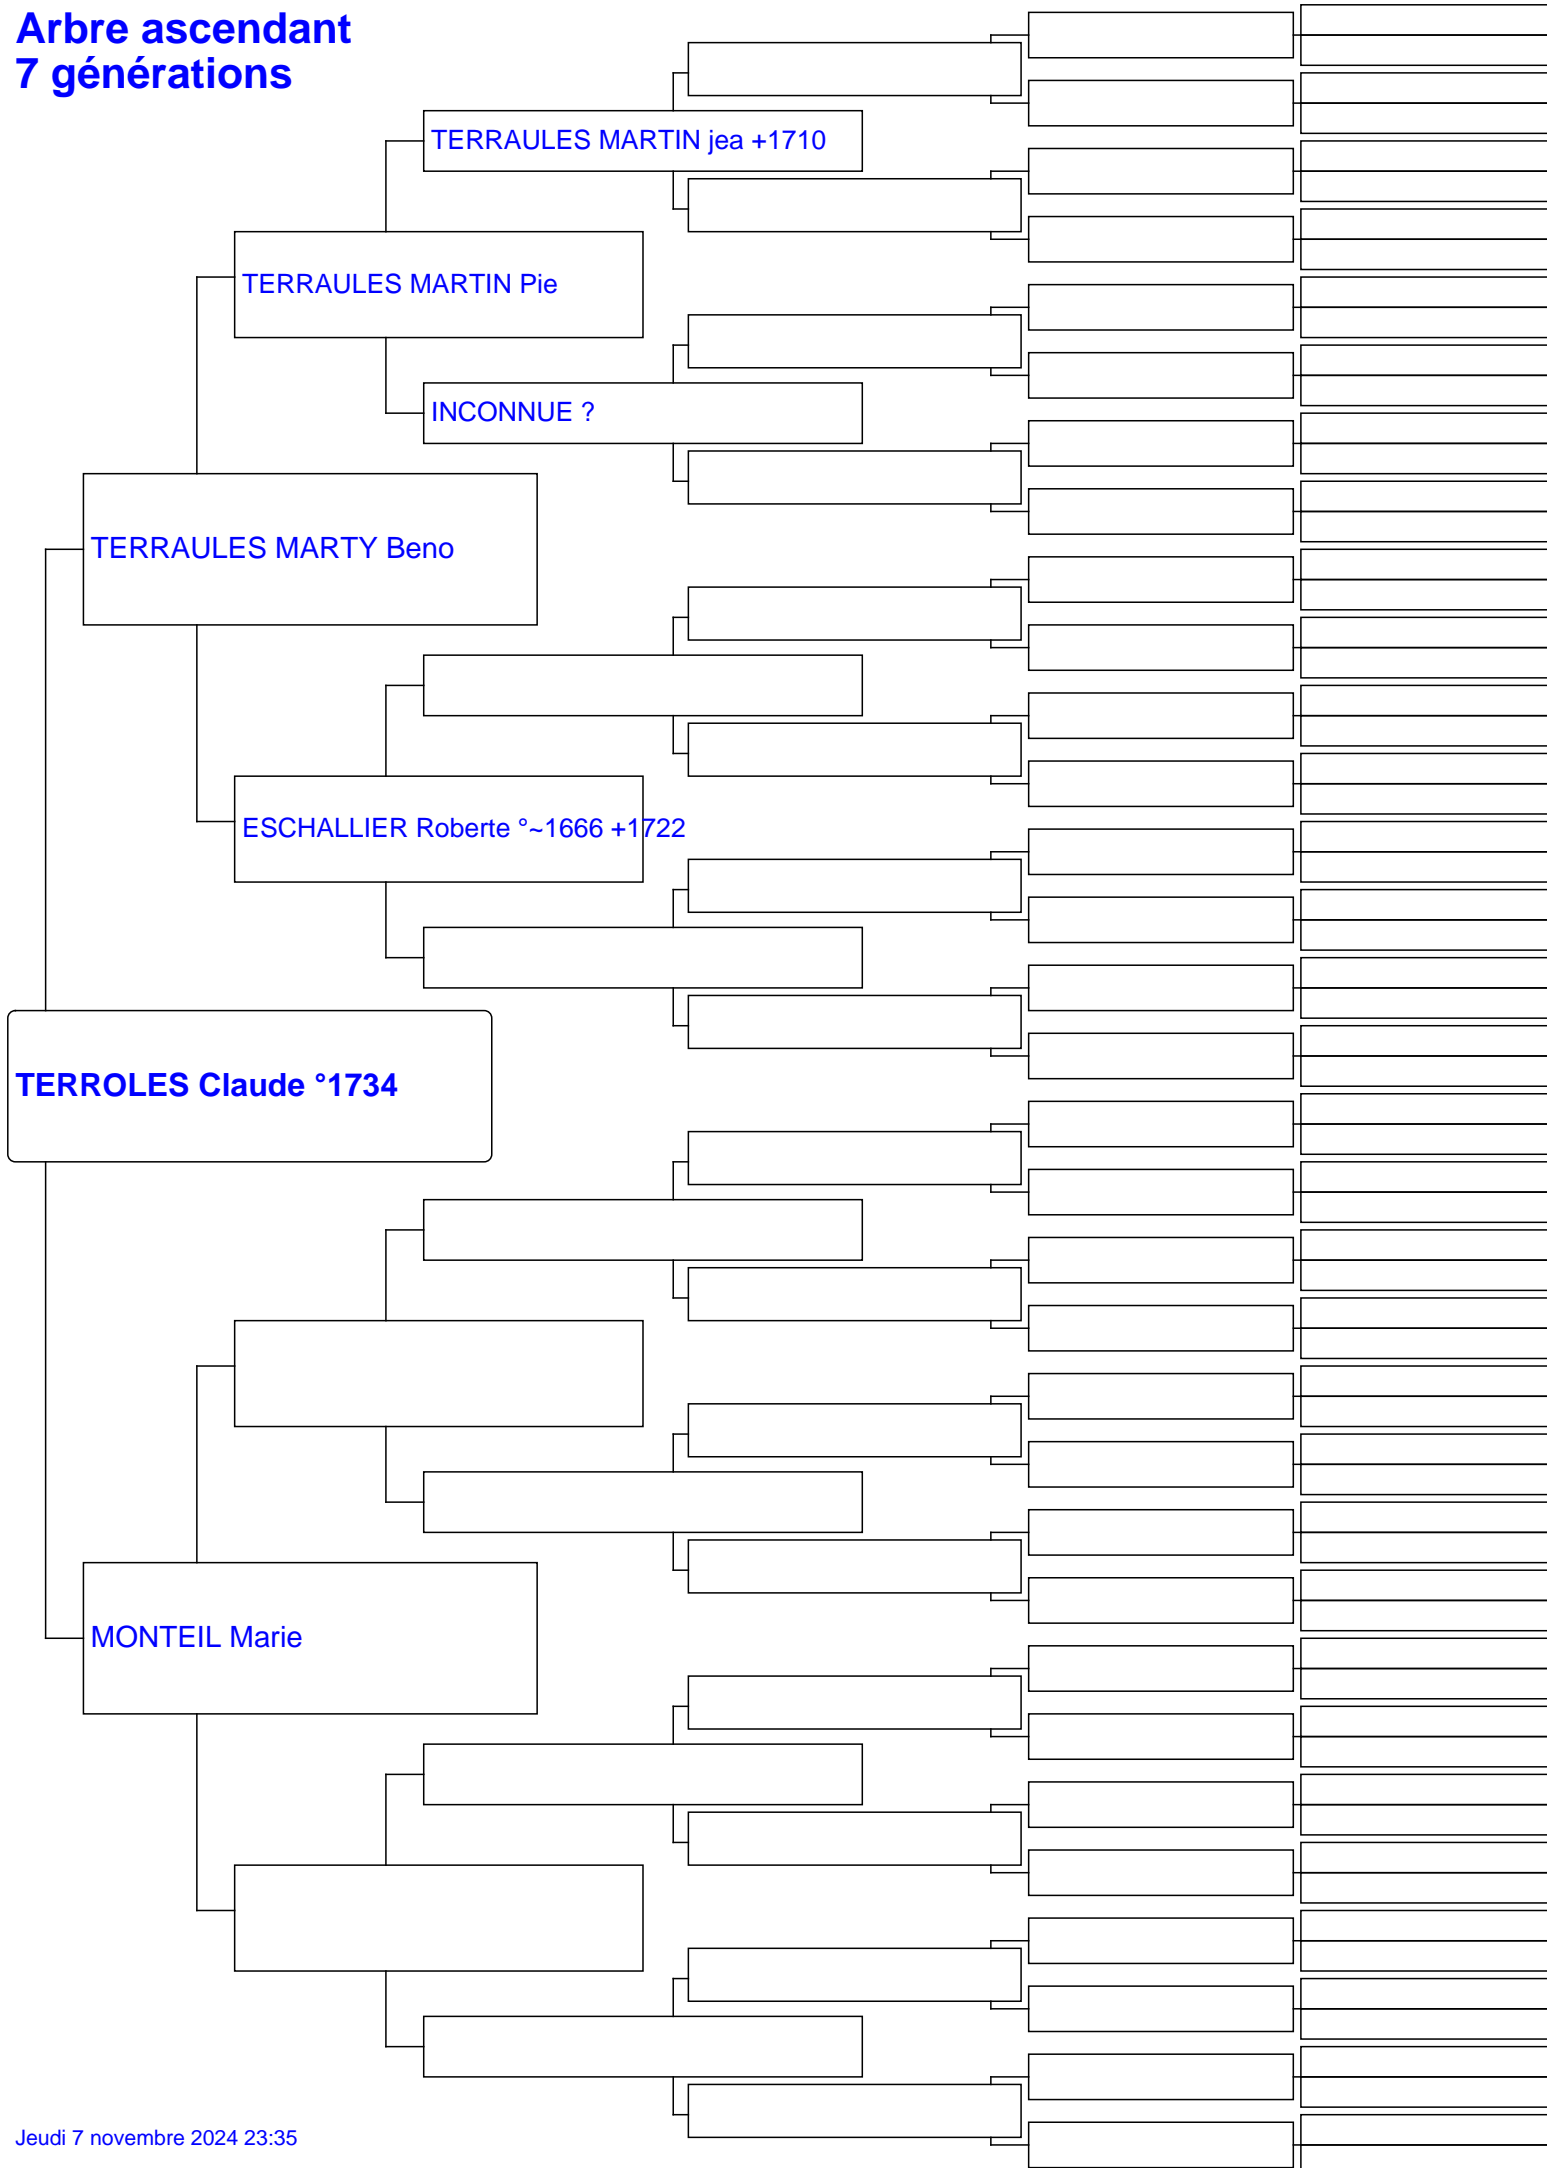 Arbre ascendant
7 générations
TERRAULES MARTIN jea +1710
TERRAULES MARTIN Pie
INCONNUE ?
TERRAULES MARTY Beno
ESCHALLIER Roberte °~1666 +1722
TERROLES Claude °1734
MONTEIL Marie
Jeudi 7 novembre 2024 23:35